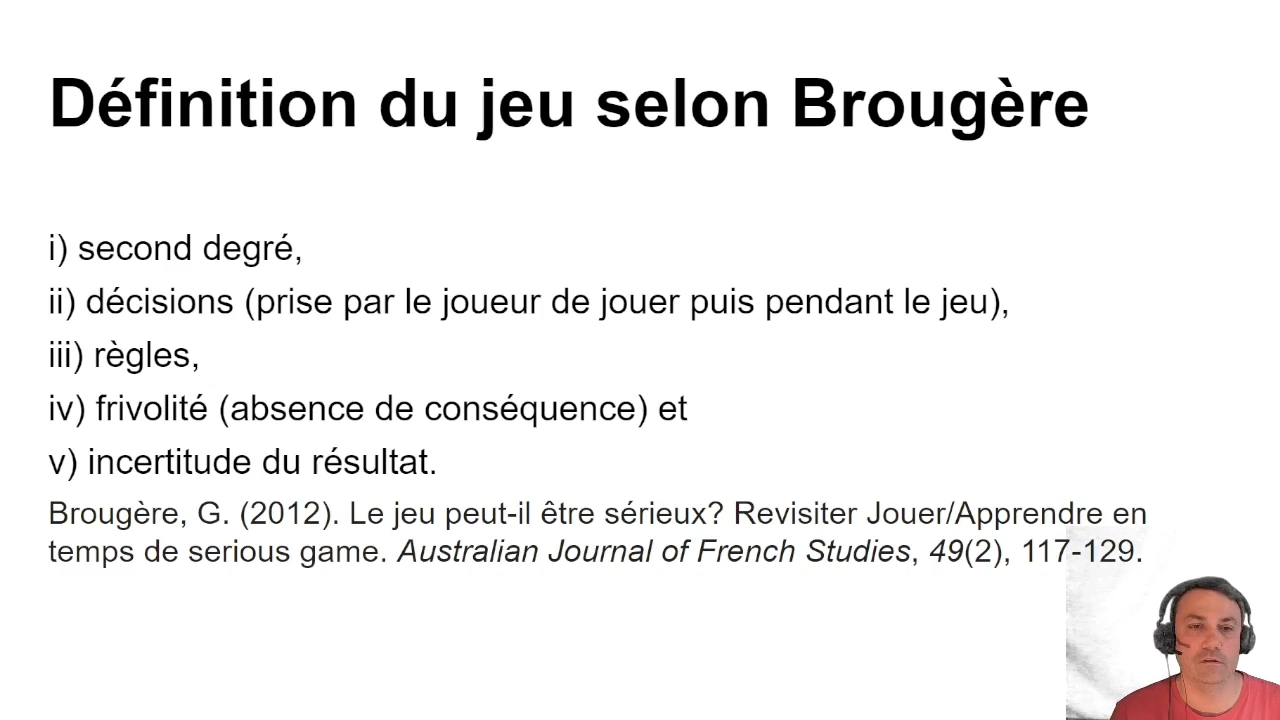 Définition du jeu selon Brougère
i) second degré,
ii) décisions (prise par le joueur de jouer puis pendant le jeu),
iii) règles,
iv) frivolité (absence de conséquence) et
v) incertitude du résultat.
Brougère, G. (2012). Le jeu peut-il être sérieux? Revisiter Jouer/Apprendre en
temps de serious game. Australian Journal of French Studies, 49(2), 117-129.